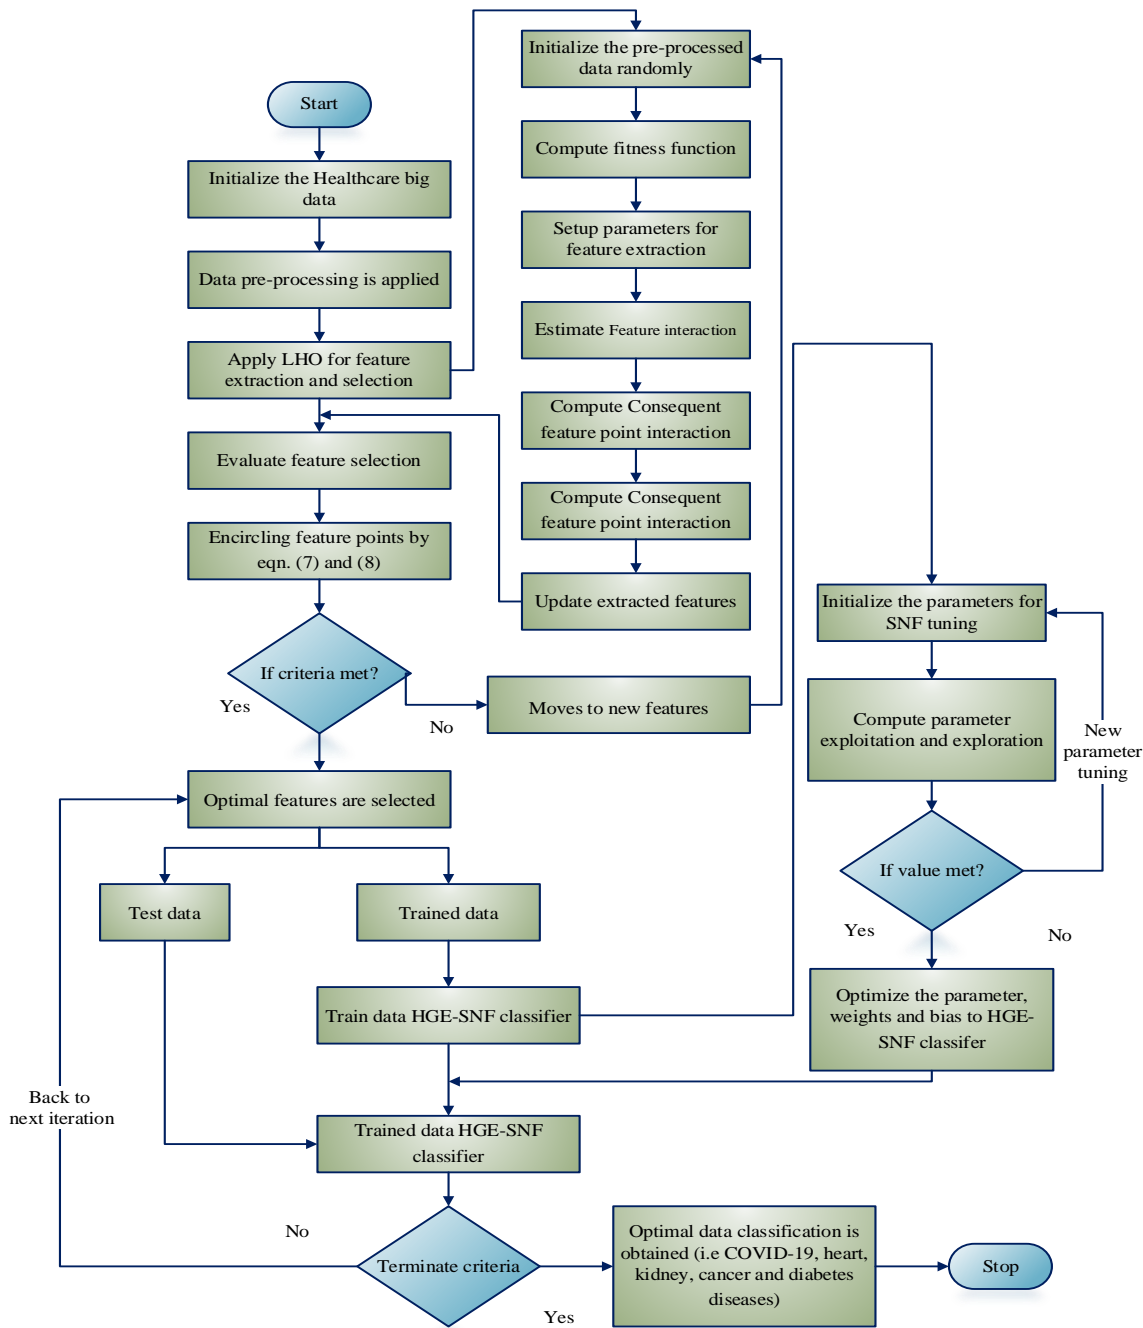 Start
Initialize the Healthcare big
data
Data pre-processing is applied
Apply LHO for feature
extraction and selection
Evaluate feature selection
Encircling feature points by
eqn. (7) and (8)
If criteria met?
Yes
No
Moves to new features
Initialize the pre-processed
data randomly
Compute fitness function
Setup parameters for
feature extraction
Estimate Feature interaction
Compute Consequent
feature point interaction
Compute Consequent
feature point interaction
Update extracted features
Optimal features are selected
Test data
Trained data
Train data HGE-SNF classifier
Initialize the parameters for
SNF tuning
Compute parameter
exploitation and exploration
New
parameter
tuning
If value met?
Yes
No
Optimize the parameter,
weights and bias to HGE-
SNF classifer
Back to
next iteration
Trained data HGE-SNF
classifier
No
Terminate criteria
Yes
Optimal data classification is
obtained (i.e COVID-19, heart,
kidney, cancer and diabetes
diseases)
Stop